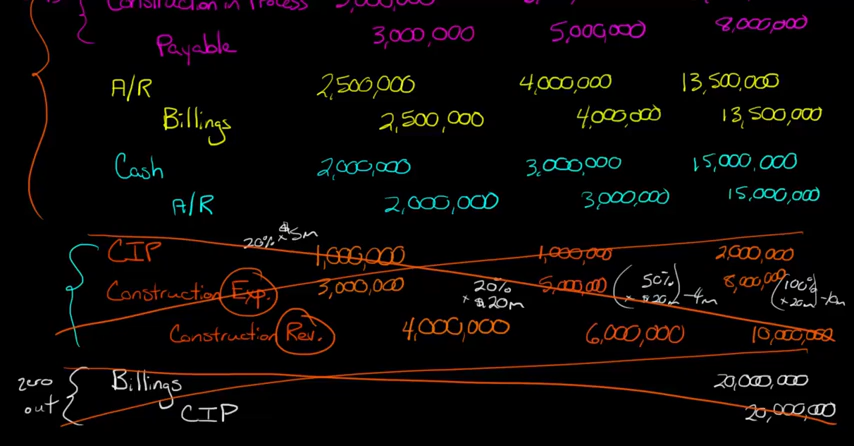 Construction in Process
Payable 3,000,000 5,000,000 8,000,000
A/R 2,500,000 4,000,000 13,500,000
Billings 2,500,000 4,000,000 13,500,000
Cash 2,000,000 3,000,000 15,000,000
A/R 2,000,000 3,000,000 15,000,000
20% × $5m
CIP 1,000,000 1,000,000 2,000,000
Construction Exp. 3,000,000 5,000,000 8,000,000
20% × $20m
(50% × $20m) - 4m
(100% × 20m)
Construction Rev. 4,000,000 6,000,000 10,000,000
zero out
Billings 20,000,000
CIP 20,000,000